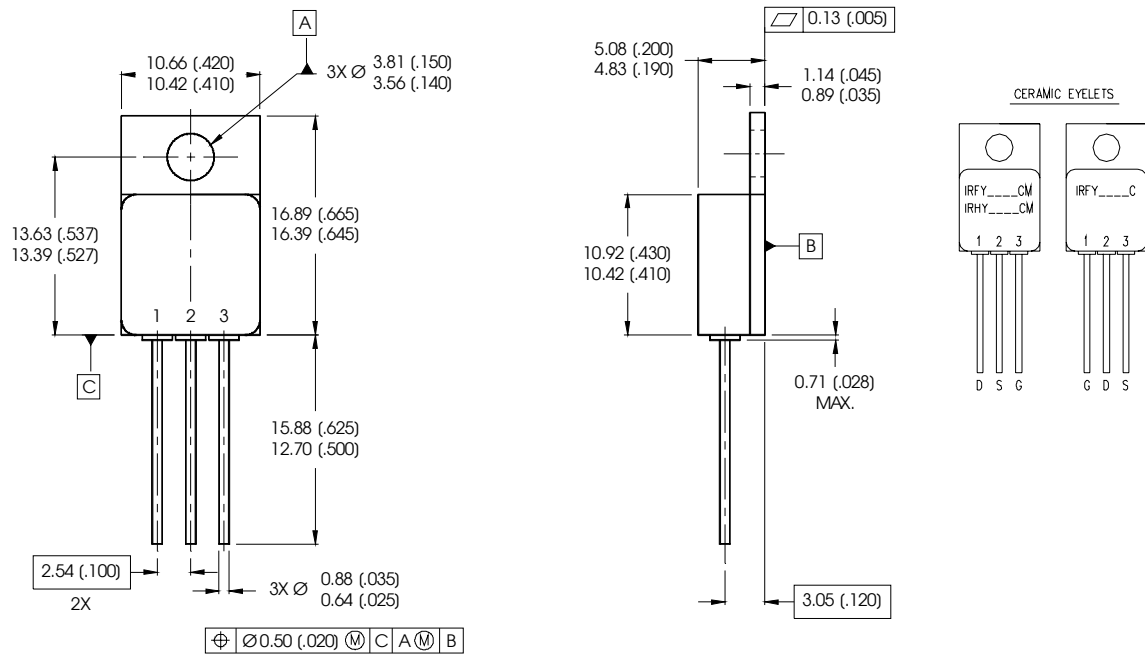 A
10.66 [.420]
10.42 [.410]
3X Ø
3.81 [.150]
3.56 [.140]
13.63 [.537]
13.39 [.527]
16.89 [.665]
16.39 [.645]
1 2 3
C
15.88 [.625]
12.70 [.500]
2.54 [.100]
2X
3X Ø
0.88 [.035]
0.64 [.025]
⌖ Ø 0.50 [.020] Ⓜ C A Ⓜ B
⏥ 0.13 [.005]
5.08 [.200]
4.83 [.190]
1.14 [.045]
0.89 [.035]
10.92 [.430]
10.42 [.410]
B
0.71 [.028]
MAX.
3.05 [.120]
CERAMIC EYELETS
IRFY____CM
IRHY____CM
1 2 3
D S G
IRFY____C
1 2 3
G D S